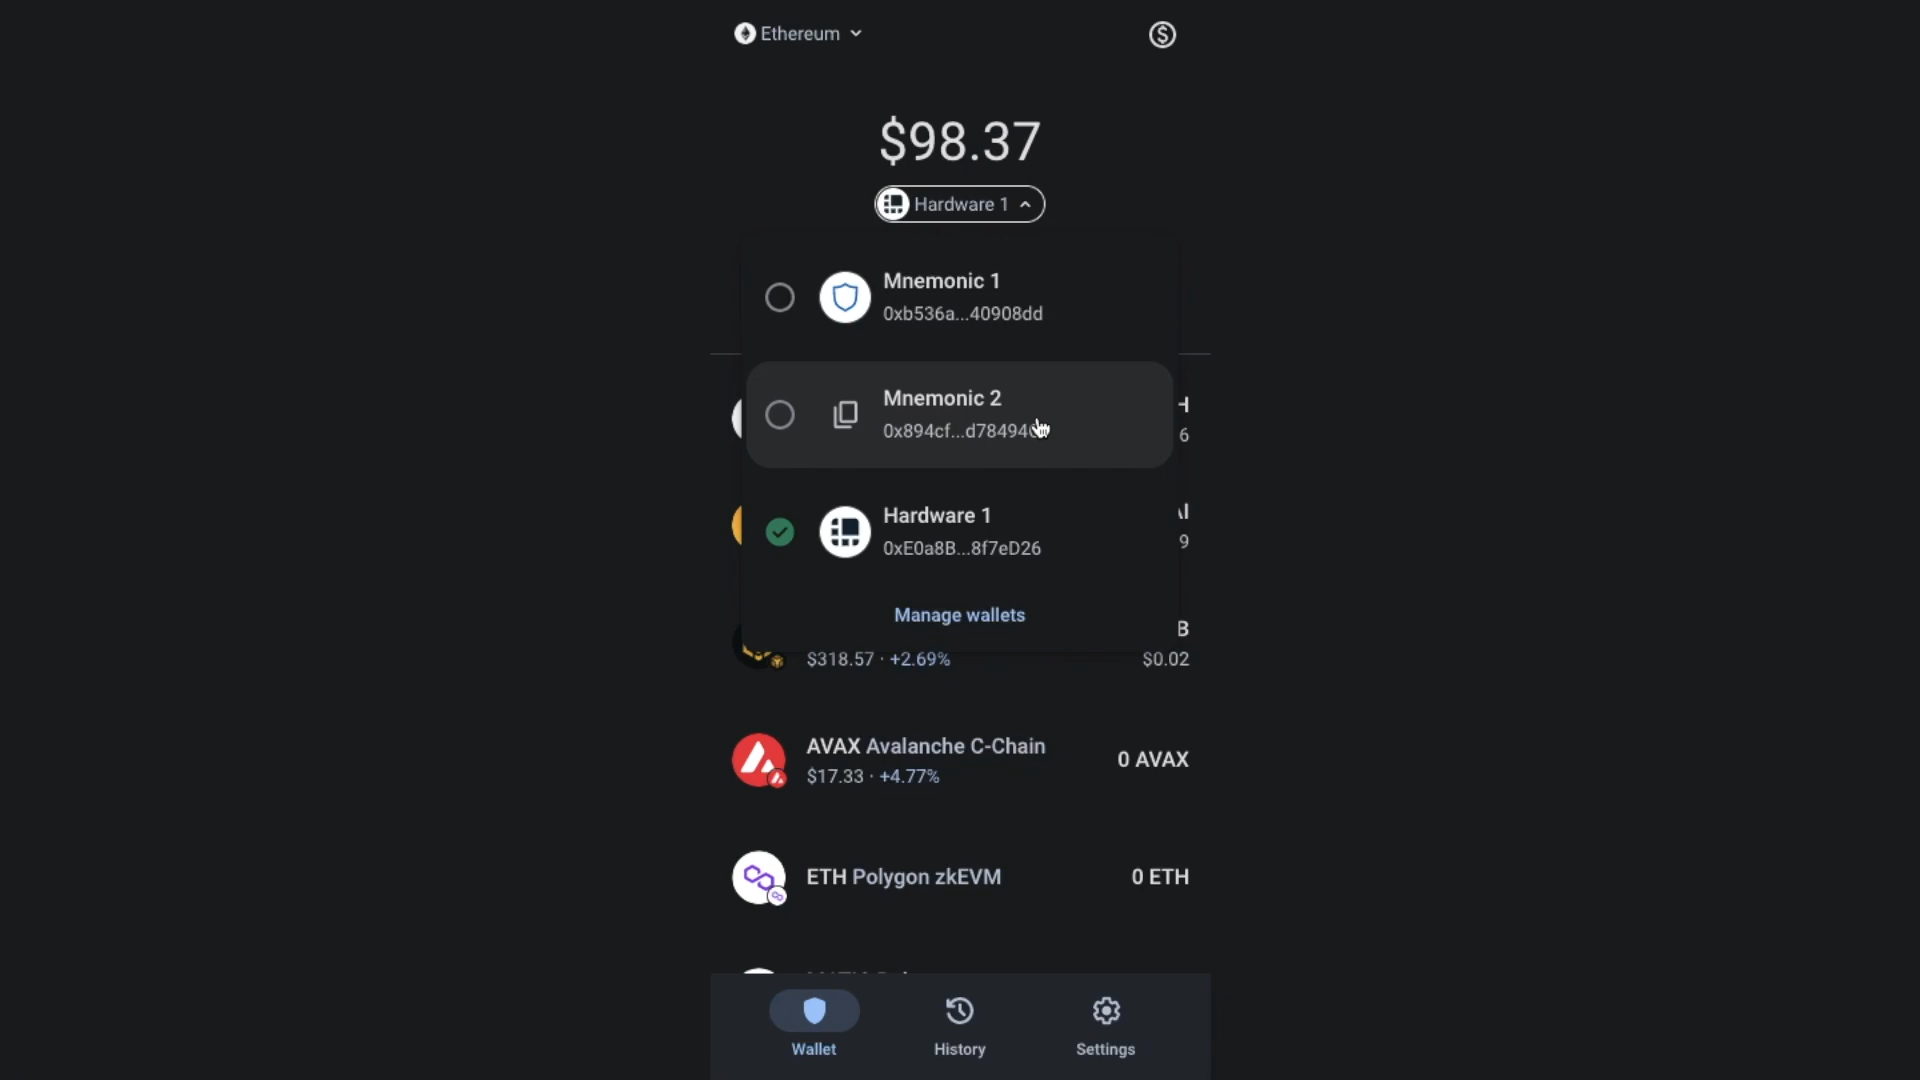 Ethereum
$98.37
Hardware 1
Mnemonic 1
0xb536a...40908dd
Mnemonic 2
0x894cf...d78494
H
6
Hardware 1
0xE0a8B...8f7eD26
9
Manage wallets
B
$318.57 · +2.69%
$0.02
AVAX Avalanche C-Chain
0 AVAX
$17.33 · +4.77%
ETH Polygon zkEVM
0 ETH
Wallet
History
Settings